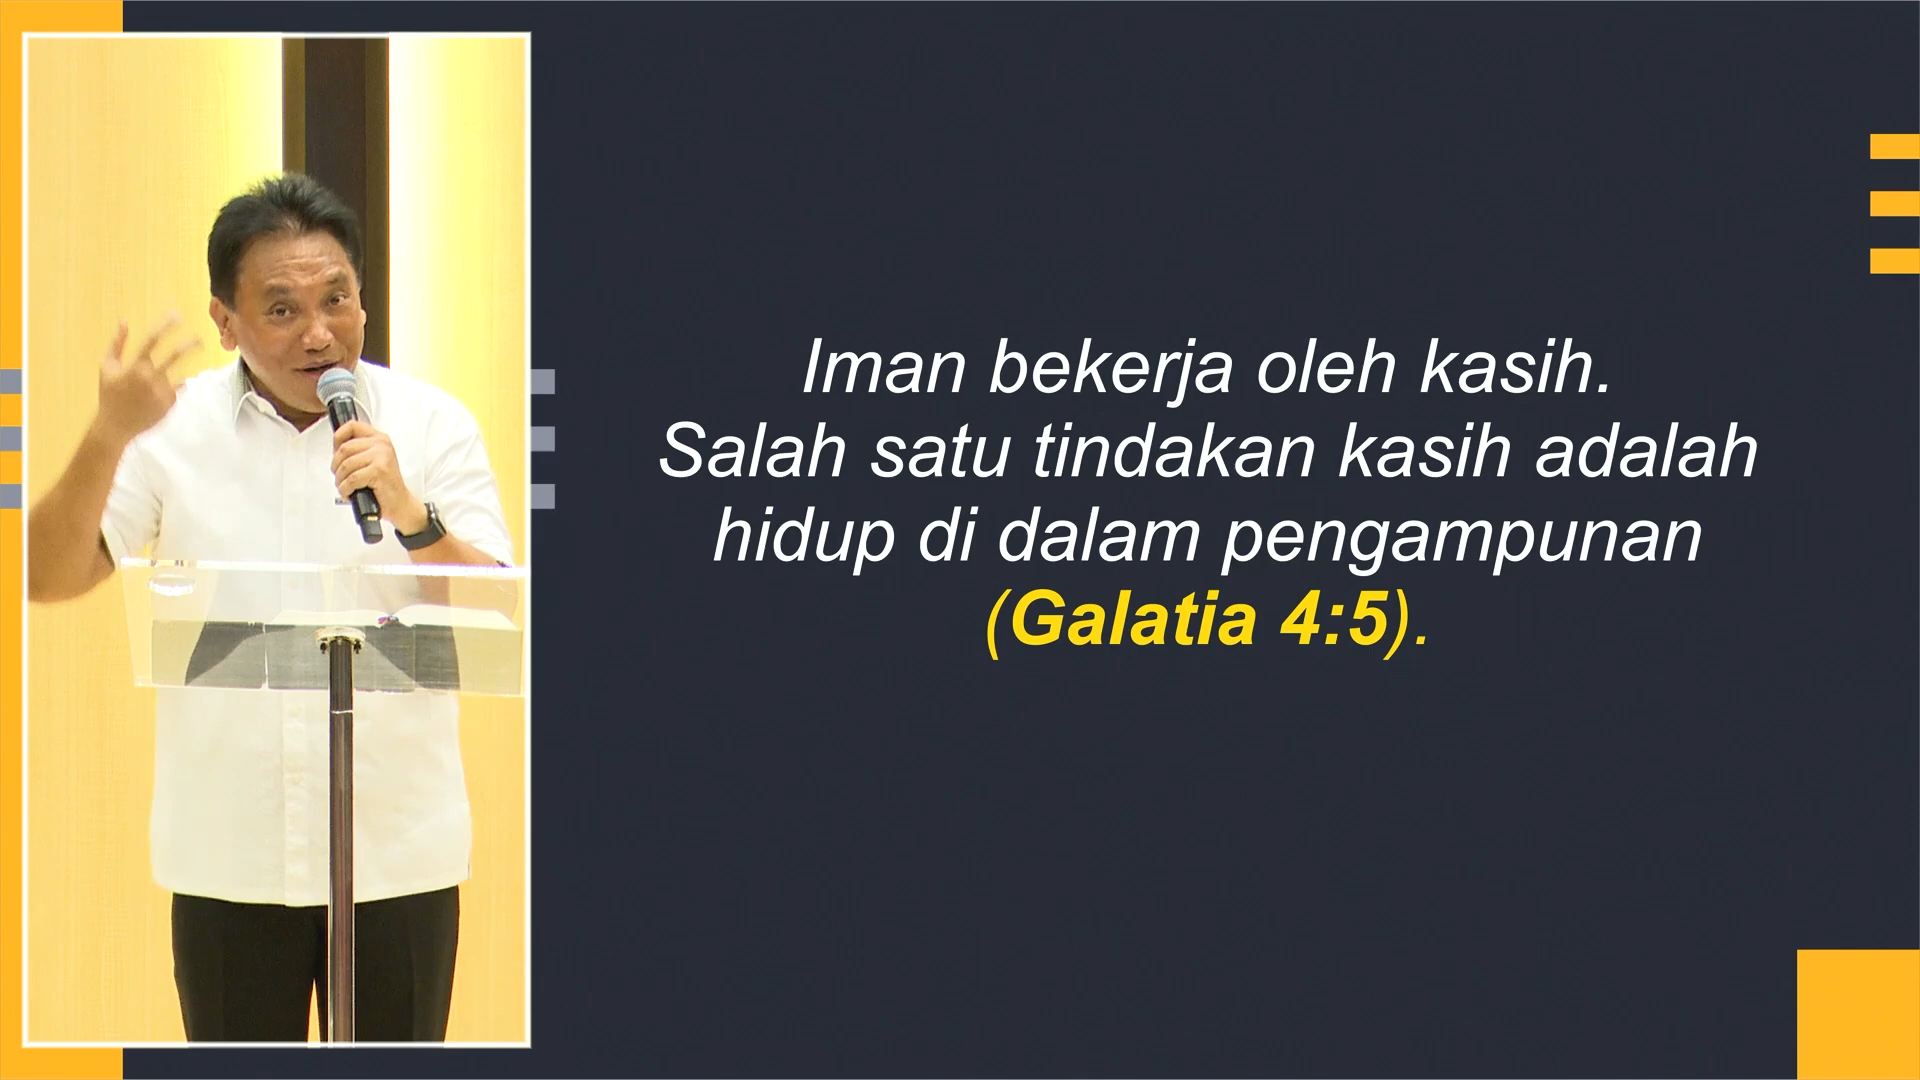 Iman bekerja oleh kasih.
Salah satu tindakan kasih adalah
hidup di dalam pengampunan
(Galatia 4:5).